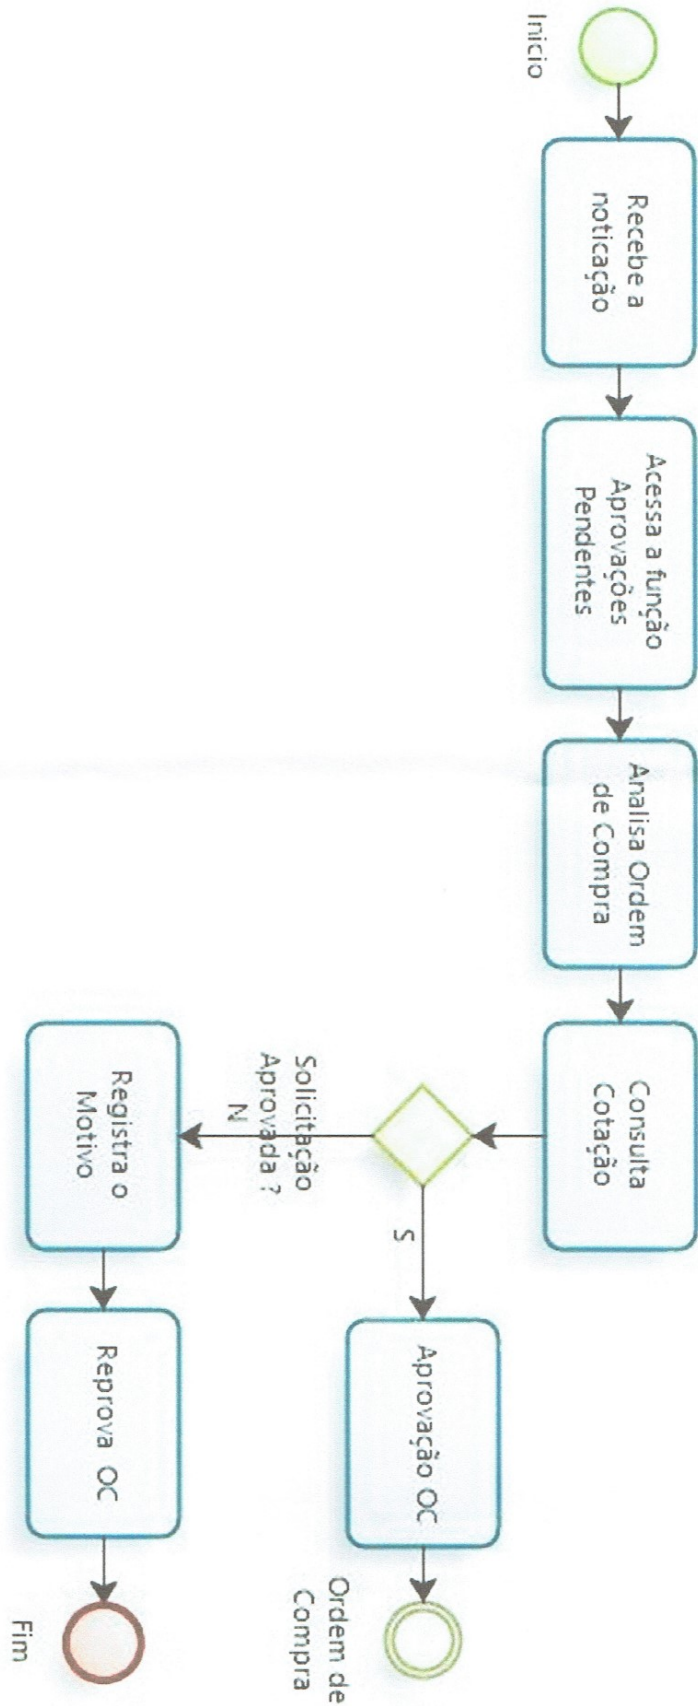 Inicio
Recebe a
noticação
Acessa a função
Aprovações
Pendentes
Analisa Ordem
de Compra
Consulta
Cotação
Solicitação
Aprovada ?
N
S
Aprovação OC
Ordem de
Compra
Registra o
Motivo
Reprova OC
Fim